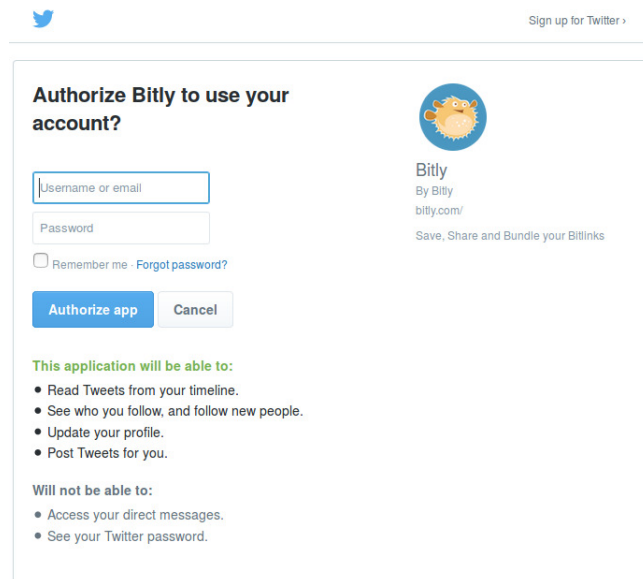 Sign up for Twitter ›
Authorize Bitly to use your
account?
Username or email
Password
Remember me · Forgot password?
Authorize app
Cancel
This application will be able to:
• Read Tweets from your timeline.
• See who you follow, and follow new people.
• Update your profile.
• Post Tweets for you.
Will not be able to:
• Access your direct messages.
• See your Twitter password.
Bitly
By Bitly
bitly.com/
Save, Share and Bundle your Bitlinks